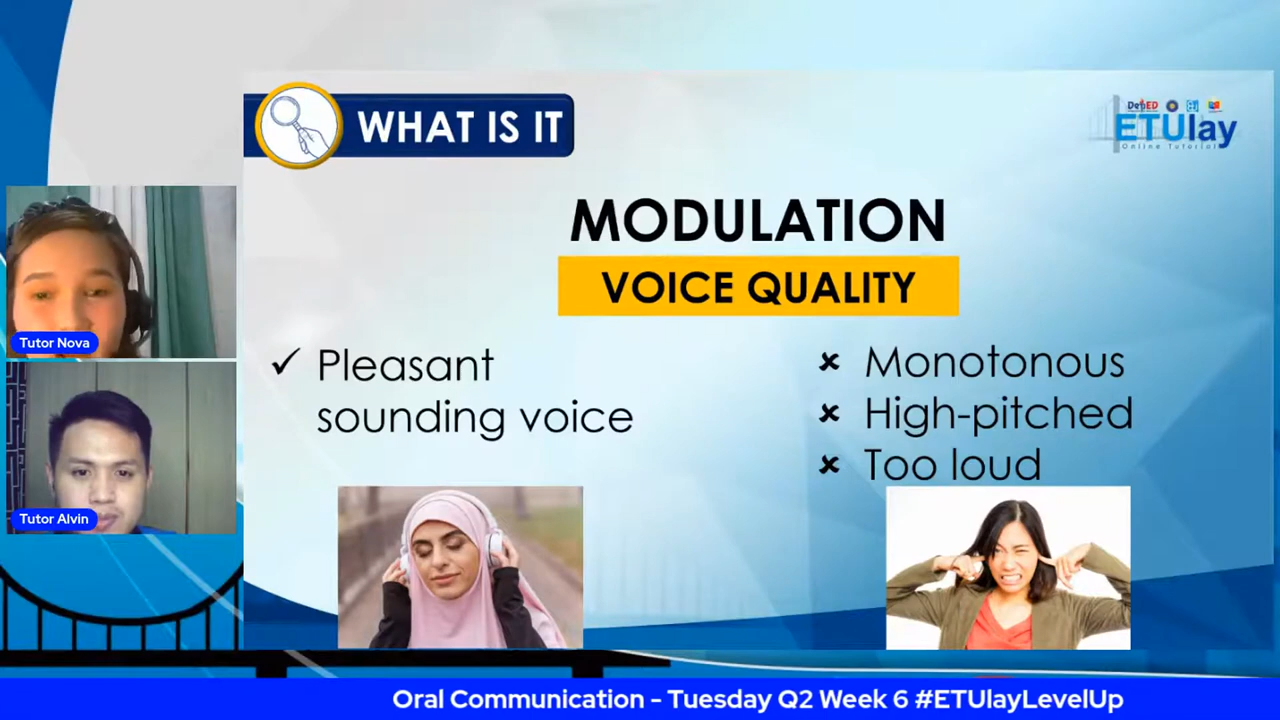 WHAT IS IT
DepED
ETUlay
Online Tutorial
MODULATION
VOICE QUALITY
✓ Pleasant
sounding voice
× Monotonous
× High-pitched
× Too loud
Tutor Nova
Tutor Alvin
Oral Communication - Tuesday Q2 Week 6 #ETUlayLevelUp